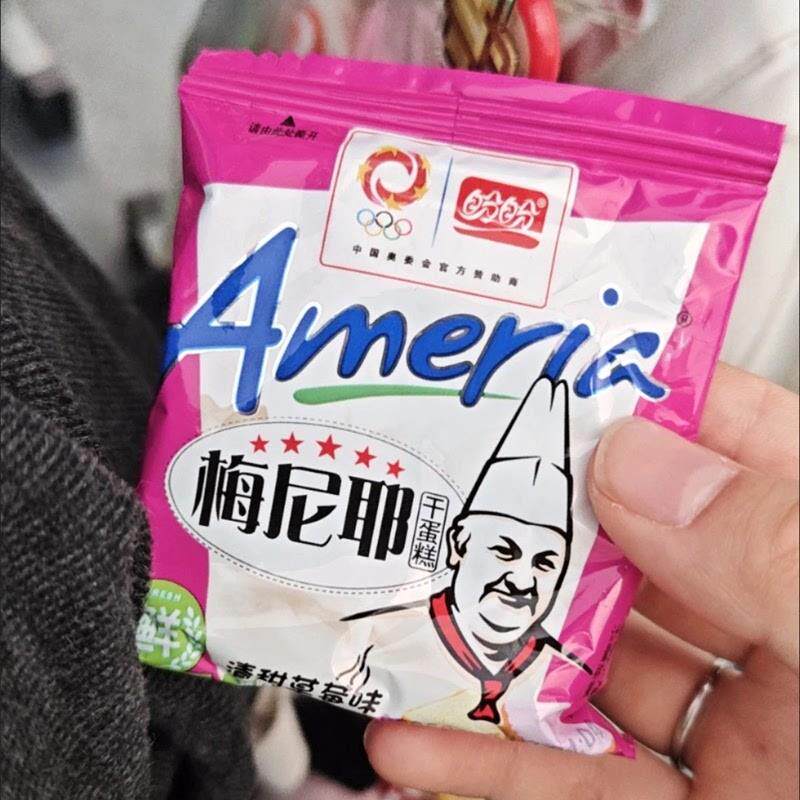 请由此处撕开
盼盼®
中国奥委会官方赞助商
Ameria®
梅尼耶
干蛋糕
FRESH
鲜
清甜草莓味